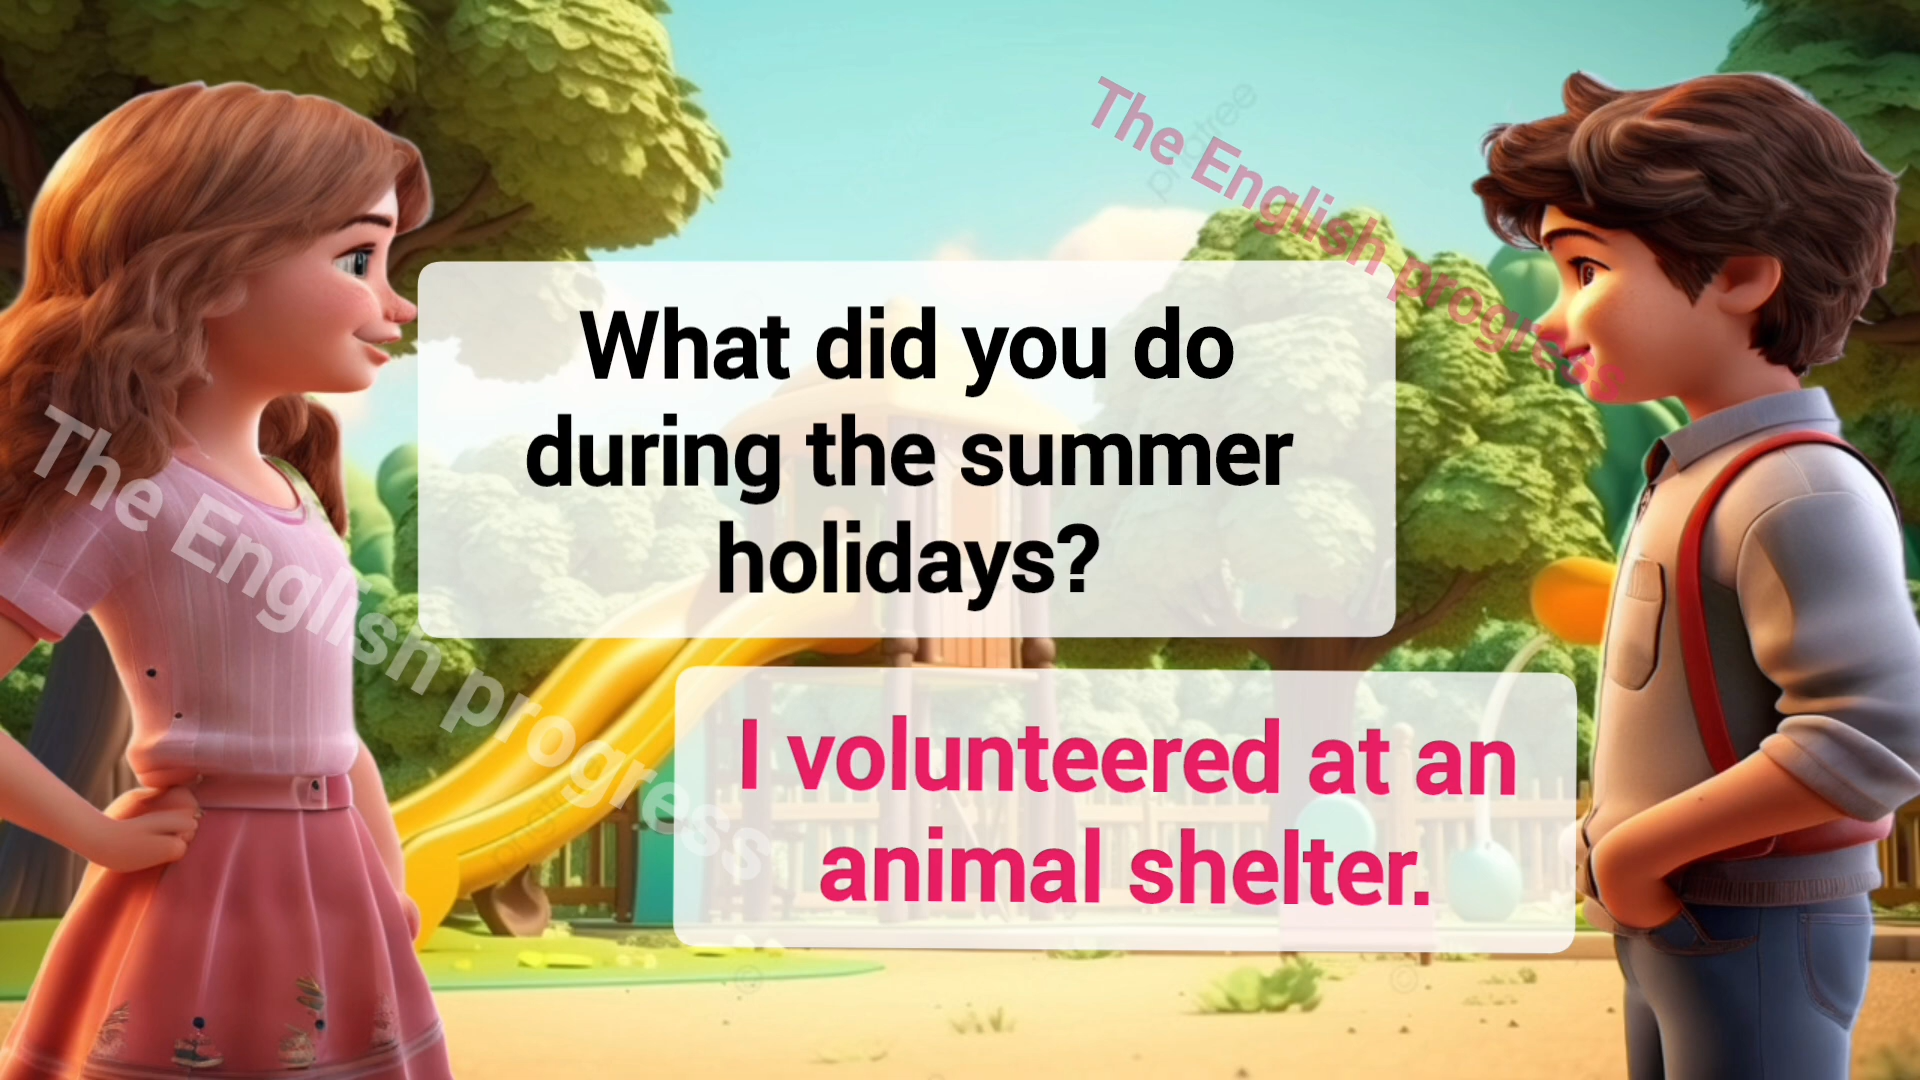 The English progress
What did you do
during the summer
holidays?
The English progress
I volunteered at an
animal shelter.